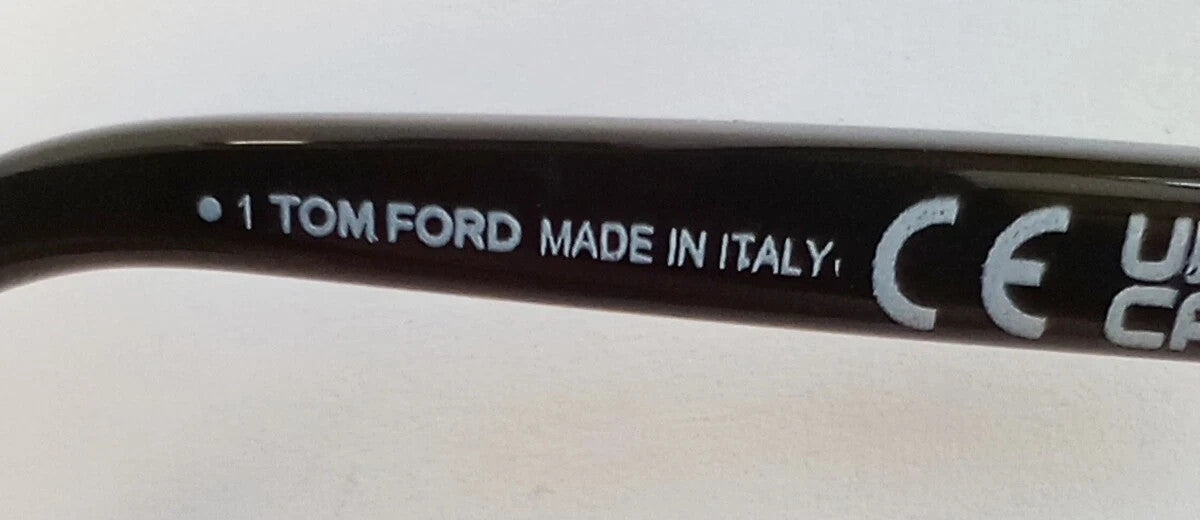 • 1 TOM FORD MADE IN ITALY CE